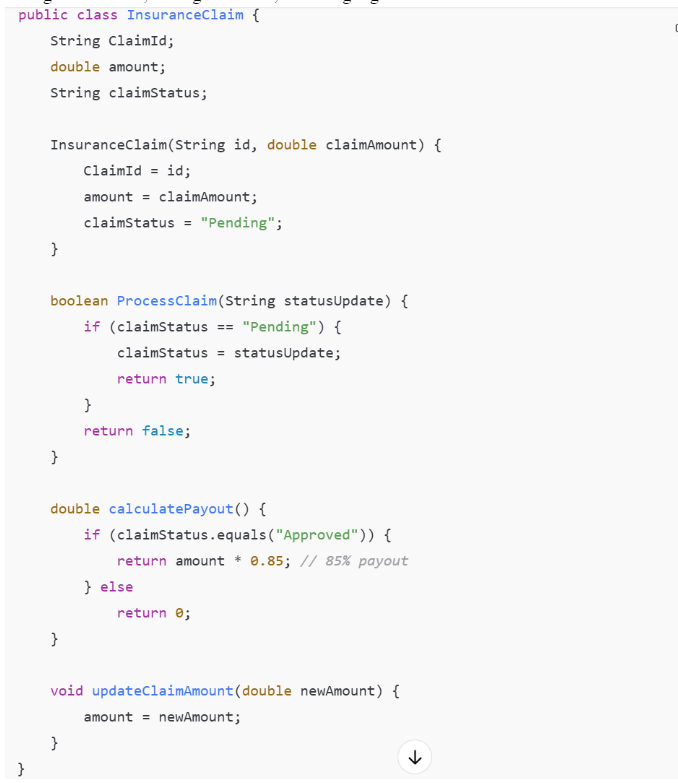 public class InsuranceClaim {
    String ClaimId;
    double amount;
    String claimStatus;

    InsuranceClaim(String id, double claimAmount) {
        ClaimId = id;
        amount = claimAmount;
        claimStatus = "Pending";
    }

    boolean ProcessClaim(String statusUpdate) {
        if (claimStatus == "Pending") {
            claimStatus = statusUpdate;
            return true;
        }
        return false;
    }

    double calculatePayout() {
        if (claimStatus.equals("Approved")) {
            return amount * 0.85; // 85% payout
        } else
            return 0;
    }

    void updateClaimAmount(double newAmount) {
        amount = newAmount;
    }
}